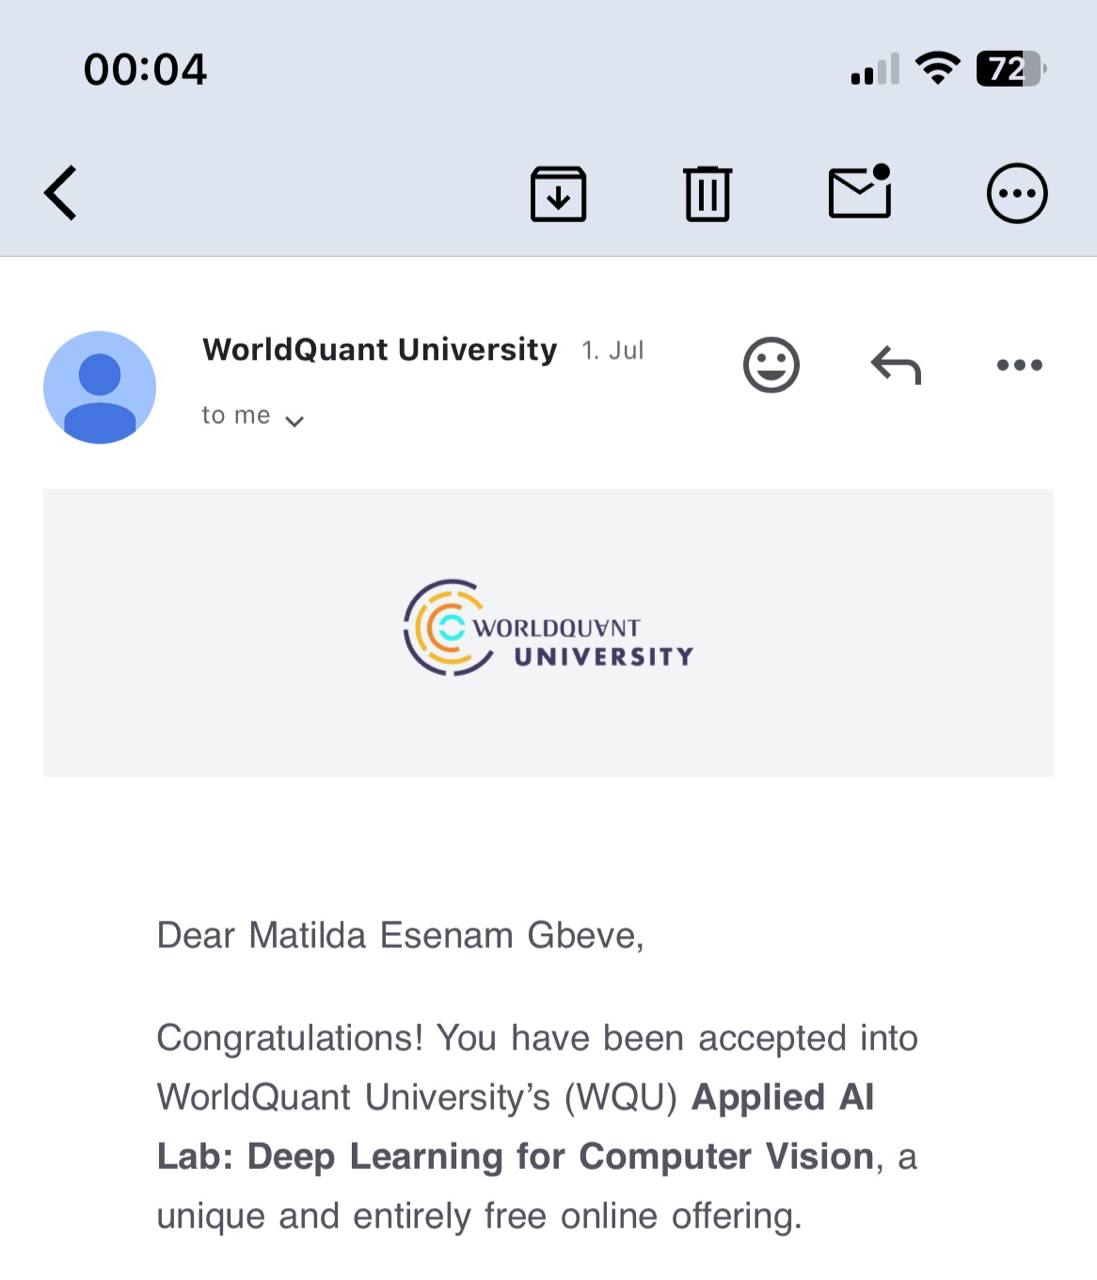 00:04
72
WorldQuant University 1. Jul
to me
WORLDQUANT
UNIVERSITY
Dear Matilda Esenam Gbeve,
Congratulations! You have been accepted into
WorldQuant University’s (WQU) Applied AI
Lab: Deep Learning for Computer Vision, a
unique and entirely free online offering.